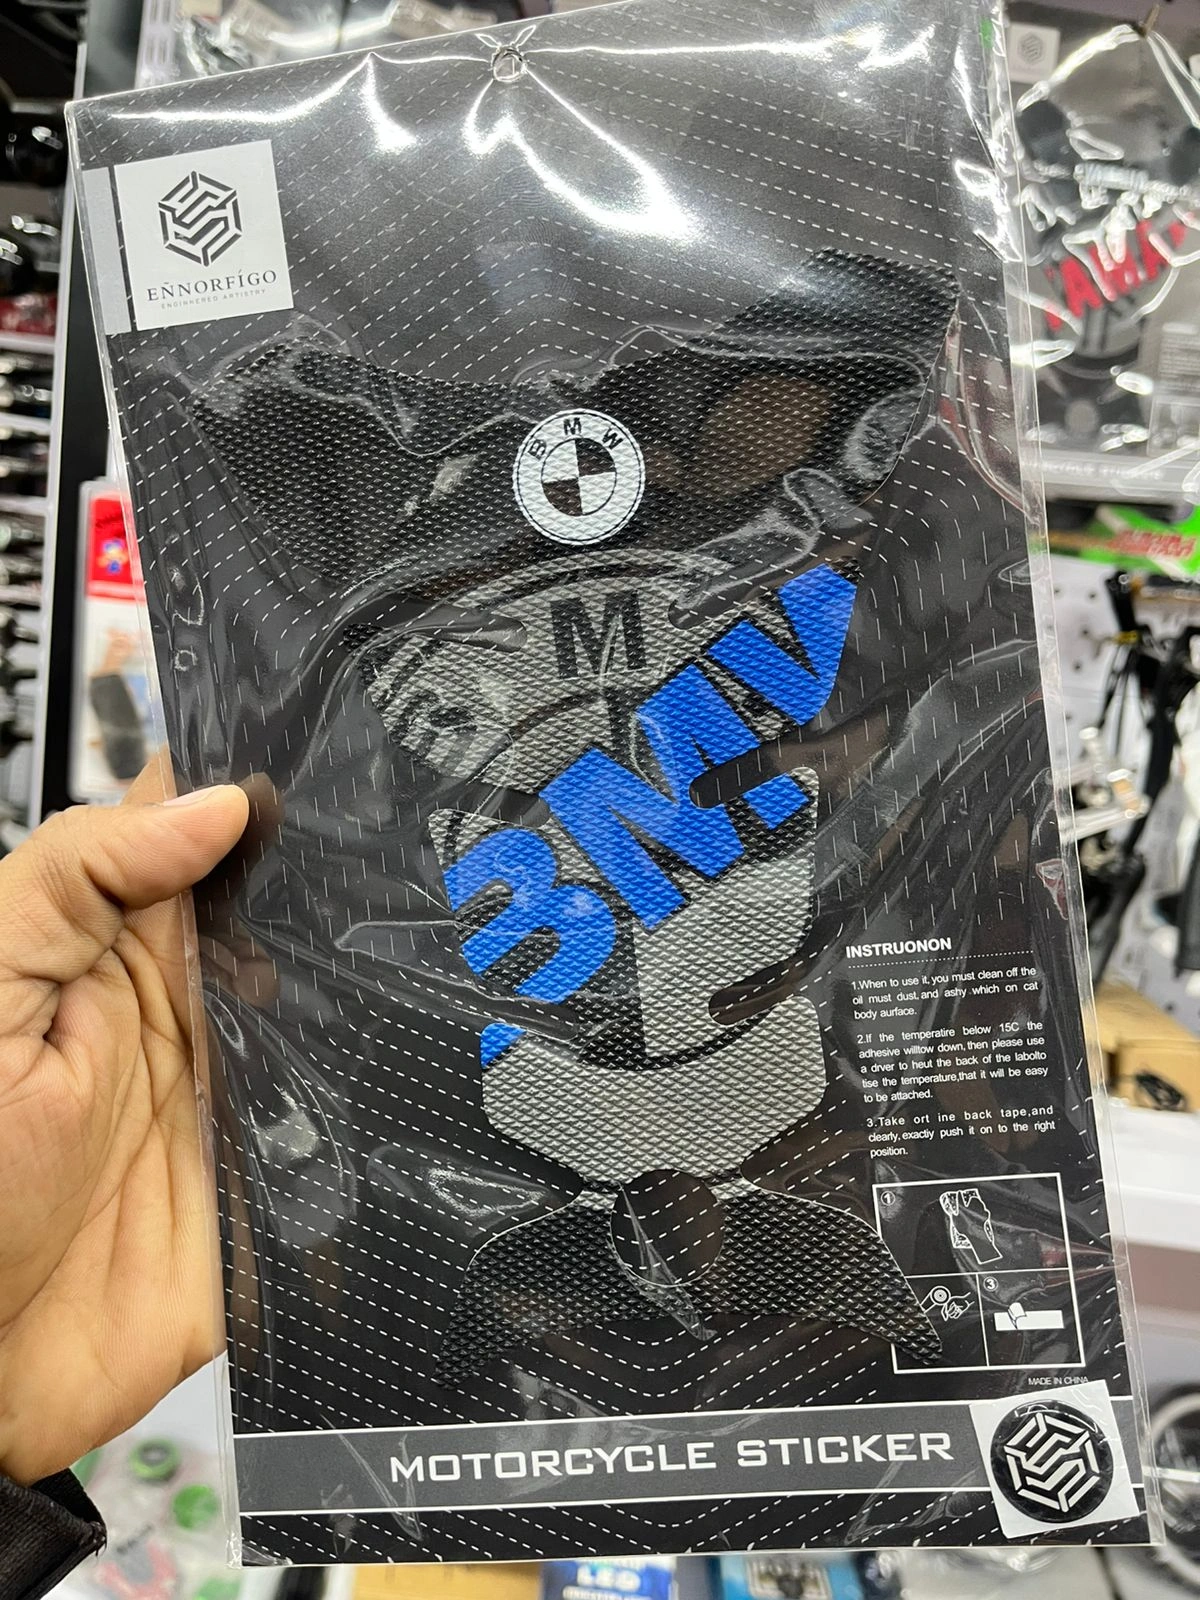 EÑNORFÍGO
ENGINEERED ARTISTRY
BMW
M
BMW
INSTRUONON
1.When to use it, you must clean off the
oil must dust, and ashy which on cat
body aurface.
2.If the temperatire below 15C the
adhesive willtow down, then please use
a drver to heut the back of the labolto
tise the temperature,that it will be easy
to be attached.
3.Take ort ine back tape,and
clearly, exactiy push it on to the right
position.
1
3
MADE IN CHINA
MOTORCYCLE STICKER
LED